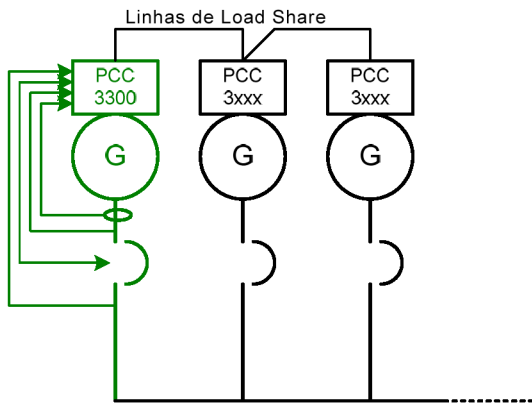 Linhas de Load Share
PCC
3300
PCC
3xxx
PCC
3xxx
G
G
G